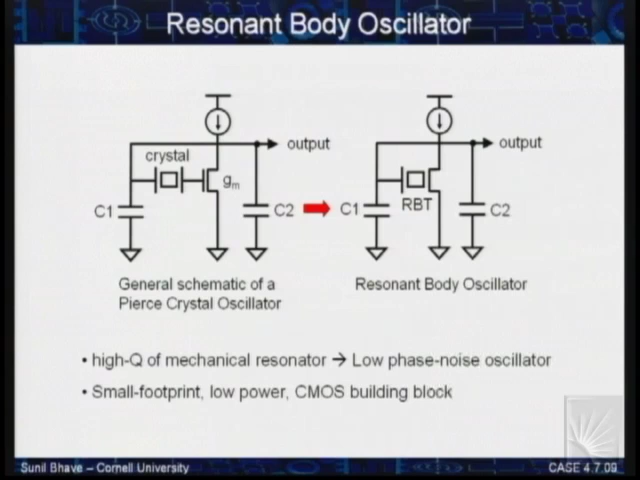 Resonant Body Oscillator
output
crystal
gm
C1
C2
output
C1
RBT
C2
General schematic of a
Pierce Crystal Oscillator
Resonant Body Oscillator
• high-Q of mechanical resonator → Low phase-noise oscillator
• Small-footprint, low power, CMOS building block
Sunil Bhave – Cornell University
CASE 4.7.09